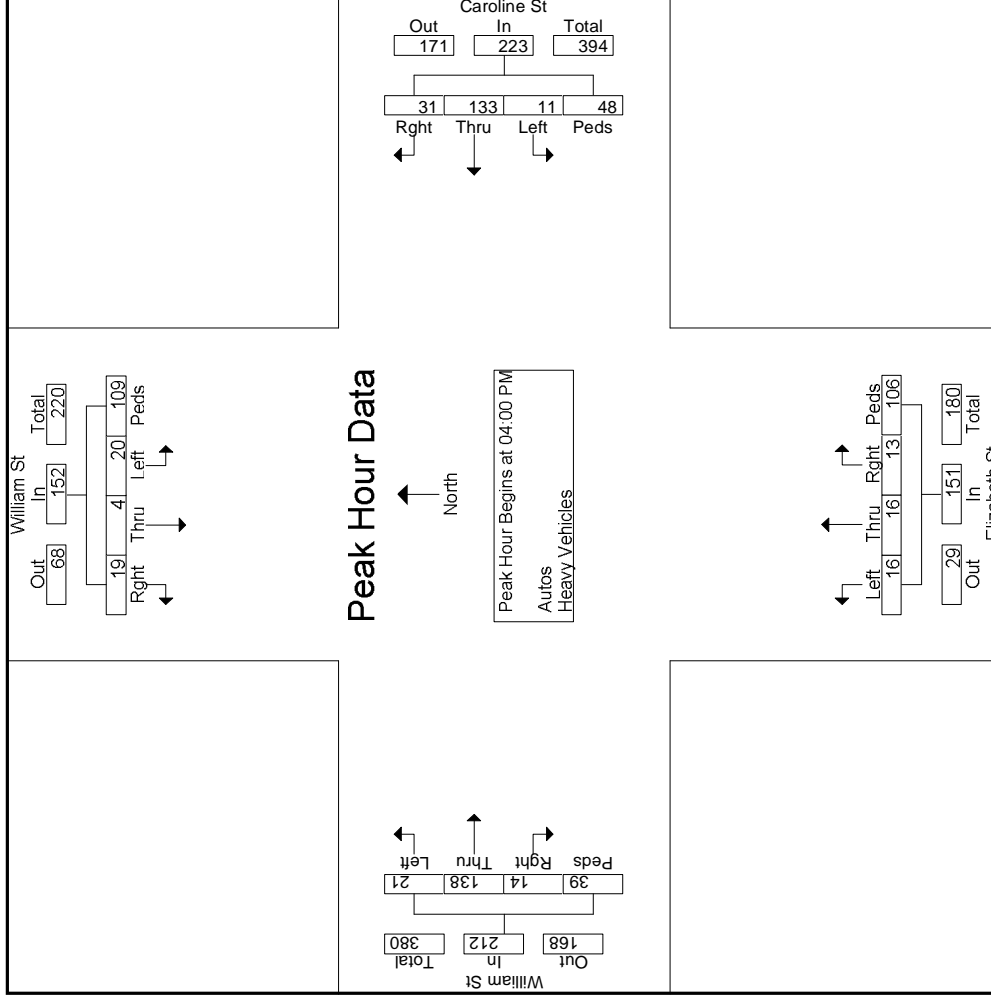 Caroline St
Out In Total
171 223 394
31 133 11 48
Rght Thru Left Peds
William St
Out In Total
68 152 220
19 4 20 109
Rght Thru Left Peds
Peak Hour Data
North
Peak Hour Begins at 04:00 PM
Autos
Heavy Vehicles
Left Thru Rght Peds
16 16 13 106
29 151 180
Out In Total
Elizabeth St
Left Thru Rght Peds
21 138 14 39
380 212 168
Total In Out
William St